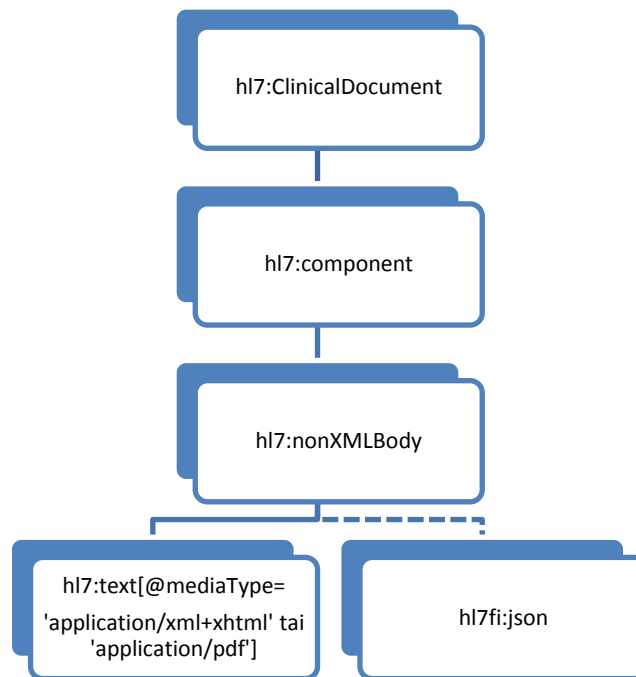 hl7:ClinicalDocument
hl7:component
hl7:nonXMLBody
hl7:text[@mediaType=
'application/xml+xhtml' tai
'application/pdf']
hl7fi:json